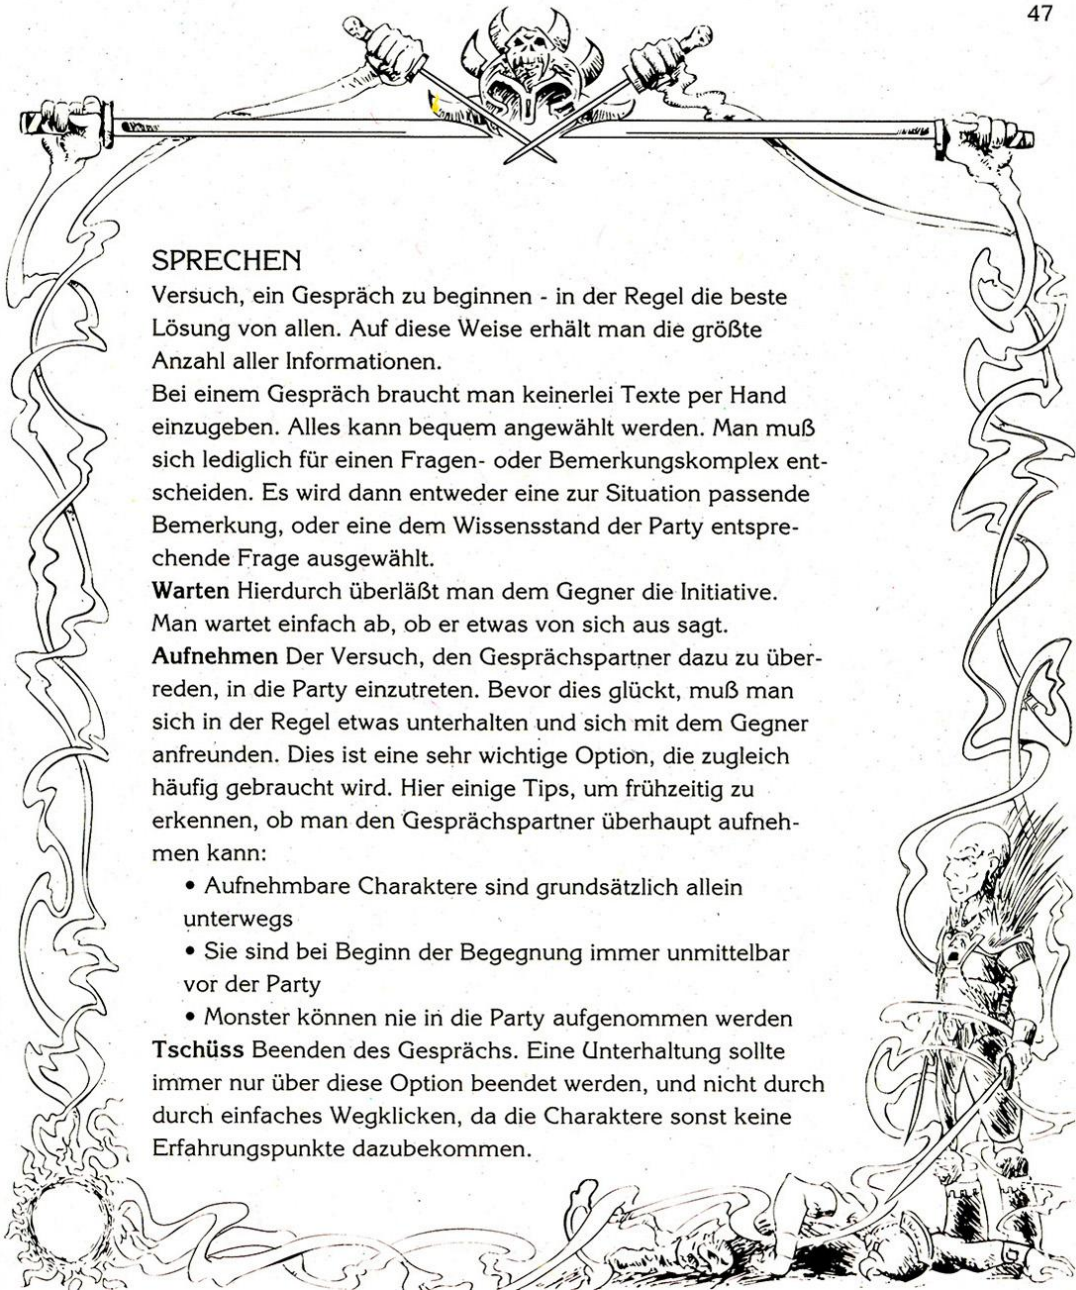 47
SPRECHEN
Versuch, ein Gespräch zu beginnen - in der Regel die beste
Lösung von allen. Auf diese Weise erhält man die größte
Anzahl aller Informationen.
Bei einem Gespräch braucht man keinerlei Texte per Hand
einzugeben. Alles kann bequem angewählt werden. Man muß
sich lediglich für einen Fragen- oder Bemerkungskomplex ent-
scheiden. Es wird dann entweder eine zur Situation passende
Bemerkung, oder eine dem Wissensstand der Party entspre-
chende Frage ausgewählt.
Warten Hierdurch überläßt man dem Gegner die Initiative.
Man wartet einfach ab, ob er etwas von sich aus sagt.
Aufnehmen Der Versuch, den Gesprächspartner dazu zu über-
reden, in die Party einzutreten. Bevor dies glückt, muß man
sich in der Regel etwas unterhalten und sich mit dem Gegner
anfreunden. Dies ist eine sehr wichtige Option, die zugleich
häufig gebraucht wird. Hier einige Tips, um frühzeitig zu
erkennen, ob man den Gesprächspartner überhaupt aufneh-
men kann:
• Aufnehmbare Charaktere sind grundsätzlich allein
unterwegs
• Sie sind bei Beginn der Begegnung immer unmittelbar
vor der Party
• Monster können nie in die Party aufgenommen werden
Tschüss Beenden des Gesprächs. Eine Unterhaltung sollte
immer nur über diese Option beendet werden, und nicht durch
durch einfaches Wegklicken, da die Charaktere sonst keine
Erfahrungspunkte dazubekommen.